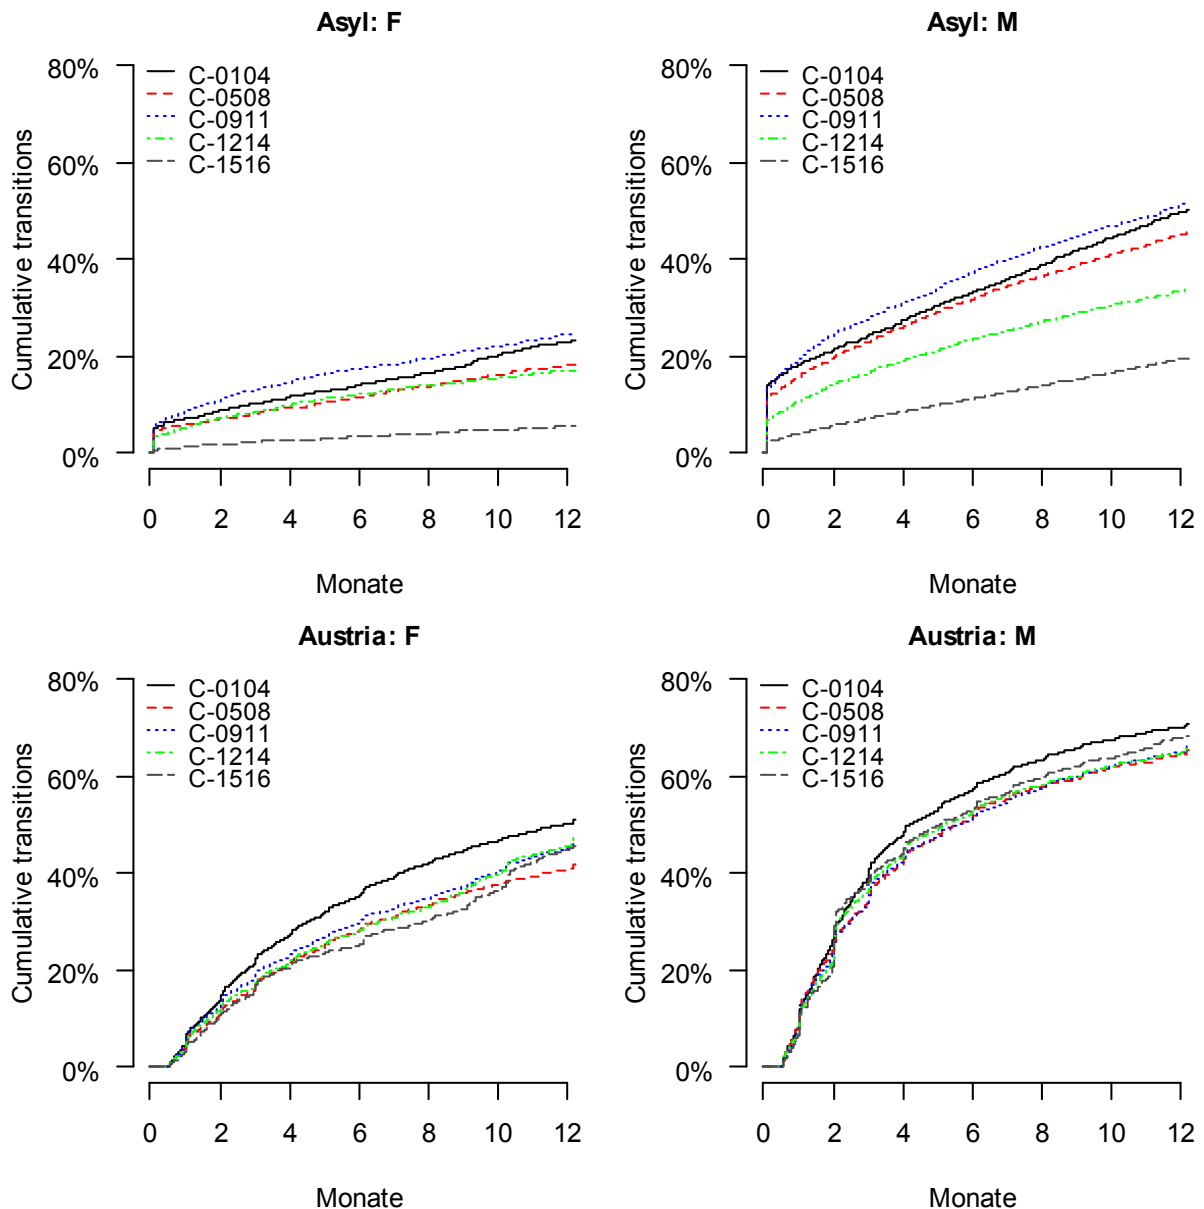 Asyl: F
80%
60%
40%
20%
0%
Cumulative transitions
C-0104
C-0508
C-0911
C-1214
C-1516
0 2 4 6 8 10 12
Monate
Asyl: M
80%
60%
40%
20%
0%
Cumulative transitions
C-0104
C-0508
C-0911
C-1214
C-1516
0 2 4 6 8 10 12
Monate
Austria: F
80%
60%
40%
20%
0%
Cumulative transitions
C-0104
C-0508
C-0911
C-1214
C-1516
0 2 4 6 8 10 12
Monate
Austria: M
80%
60%
40%
20%
0%
Cumulative transitions
C-0104
C-0508
C-0911
C-1214
C-1516
0 2 4 6 8 10 12
Monate